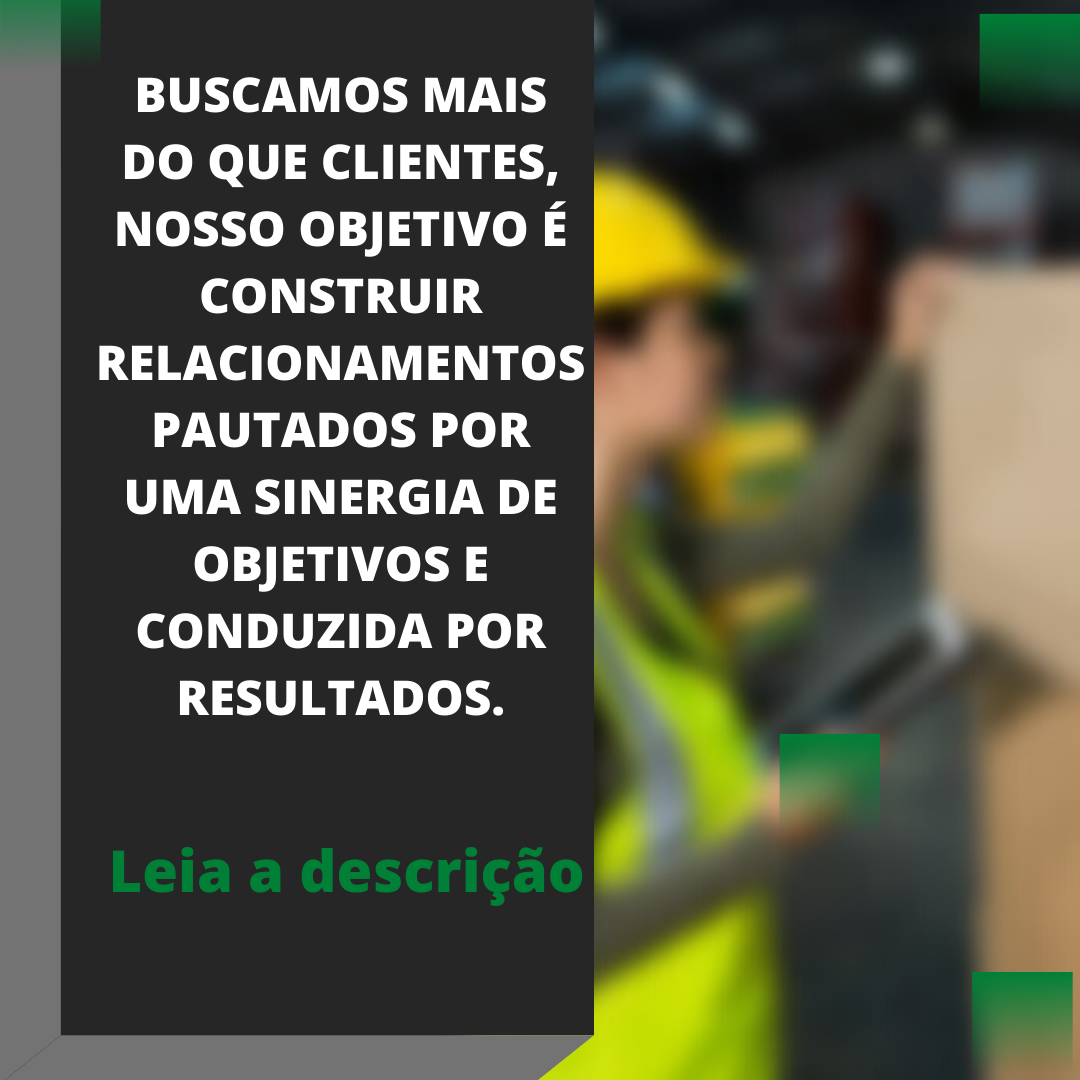 BUSCAMOS MAIS
DO QUE CLIENTES,
NOSSO OBJETIVO É
CONSTRUIR
RELACIONAMENTOS
PAUTADOS POR
UMA SINERGIA DE
OBJETIVOS E
CONDUZIDA POR
RESULTADOS.
Leia a descrição